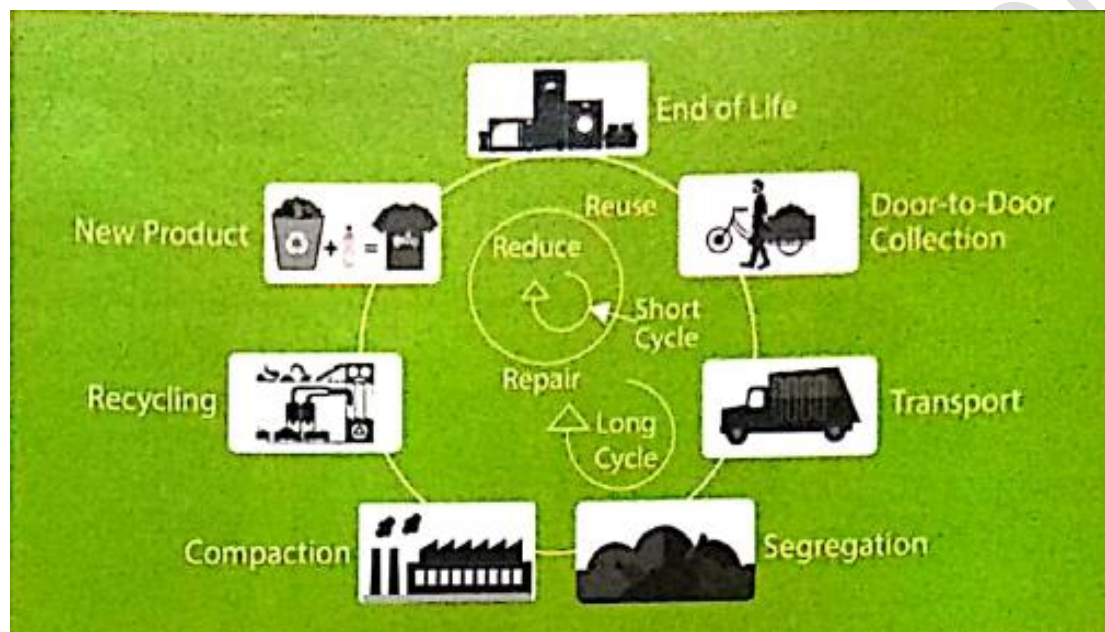 End of Life
Door-to-Door
Collection
Transport
Segregation
Compaction
Recycling
New Product
Reuse
Reduce
Short
Cycle
Repair
Long
Cycle